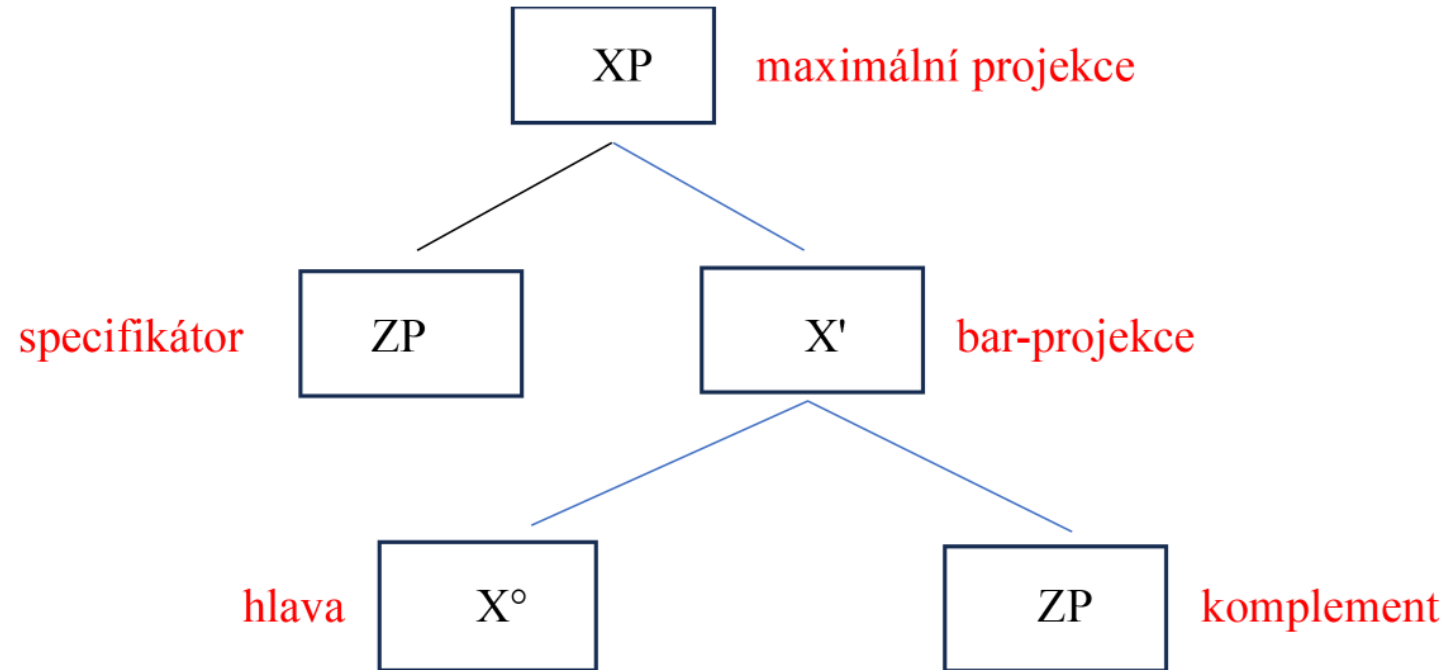 XP maximální projekce
specifikátor ZP X' bar-projekce
hlava X° ZP komplement